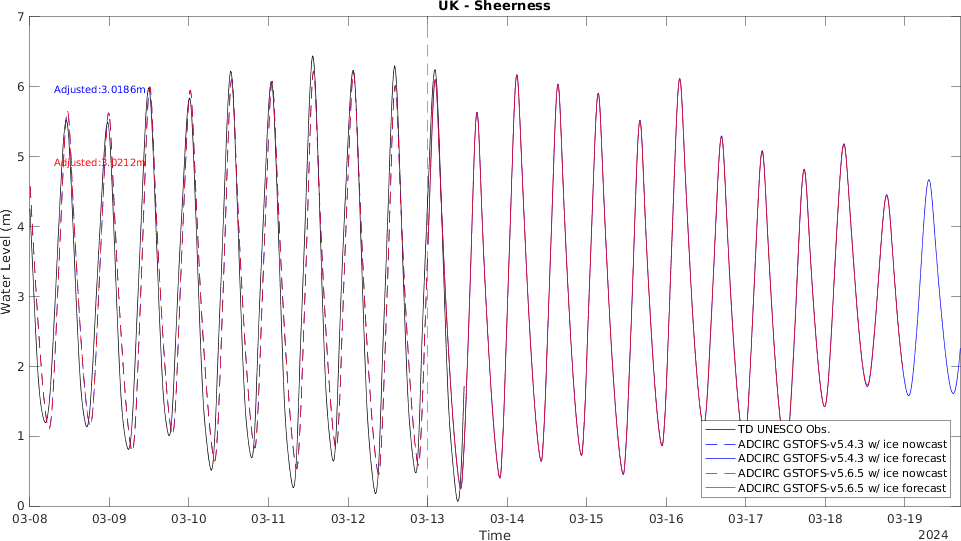 UK - Sheerness
7
6
5
4
3
2
1
0
Water Level (m)
Adjusted:3.0186m
Adjusted:3.0212m
TD UNESCO Obs.
ADCIRC GSTOFS-v5.4.3 w/ ice nowcast
ADCIRC GSTOFS-v5.4.3 w/ ice forecast
ADCIRC GSTOFS-v5.6.5 w/ ice nowcast
ADCIRC GSTOFS-v5.6.5 w/ ice forecast
03-08 03-09 03-10 03-11 03-12 03-13 03-14 03-15 03-16 03-17 03-18 03-19
Time
2024